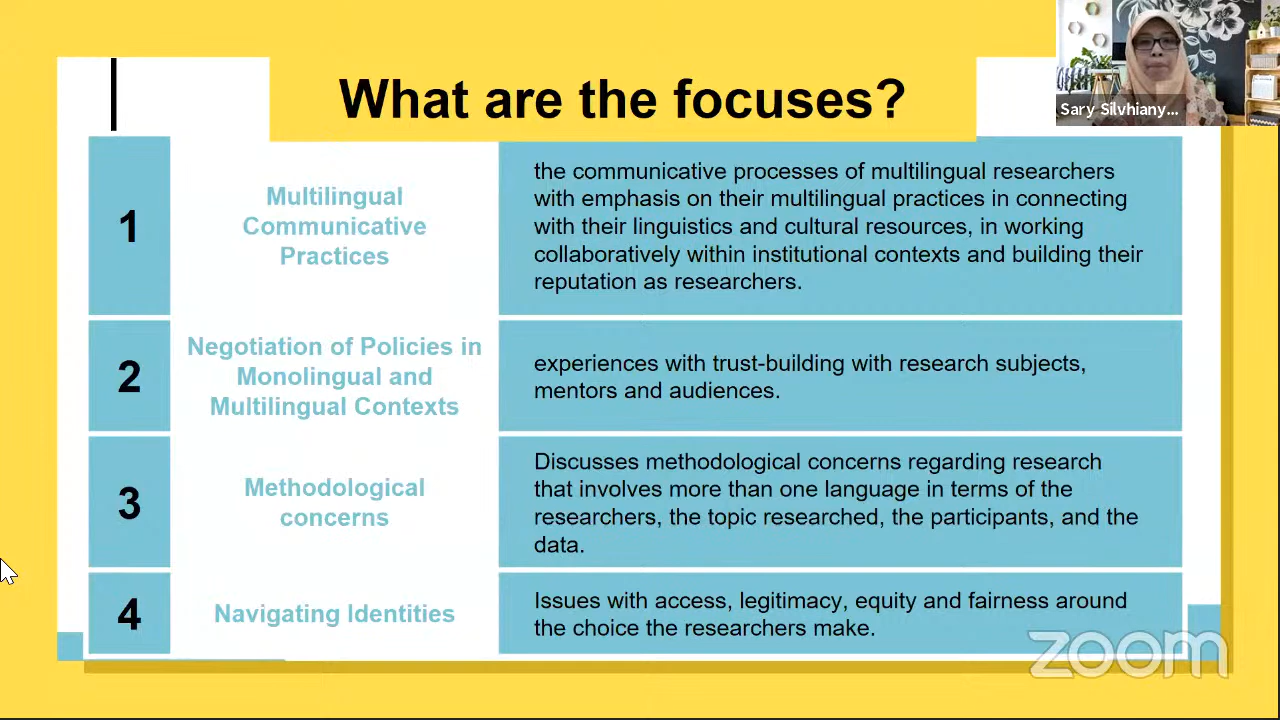 What are the focuses?
Sary Silvhiany...
1
Multilingual
Communicative
Practices
the communicative processes of multilingual researchers
with emphasis on their multilingual practices in connecting
with their linguistics and cultural resources, in working
collaboratively within institutional contexts and building their
reputation as researchers.
2
Negotiation of Policies in
Monolingual and
Multilingual Contexts
experiences with trust-building with research subjects,
mentors and audiences.
3
Methodological
concerns
Discusses methodological concerns regarding research
that involves more than one language in terms of the
researchers, the topic researched, the participants, and the
data.
4
Navigating Identities
Issues with access, legitimacy, equity and fairness around
the choice the researchers make.
zoom